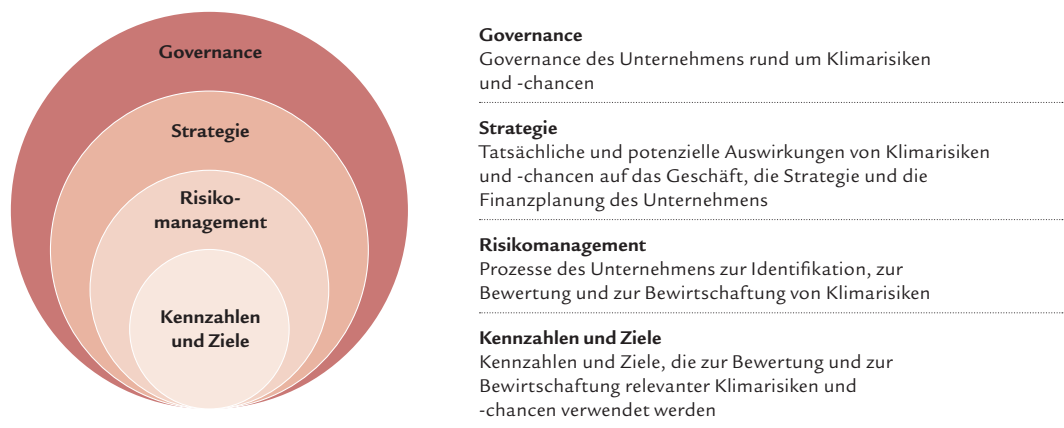 Governance
Strategie
Risiko-
management
Kennzahlen
und Ziele
Governance
Governance des Unternehmens rund um Klimarisiken
und -chancen
Strategie
Tatsächliche und potenzielle Auswirkungen von Klimarisiken
und -chancen auf das Geschäft, die Strategie und die
Finanzplanung des Unternehmens
Risikomanagement
Prozesse des Unternehmens zur Identifikation, zur
Bewertung und zur Bewirtschaftung von Klimarisiken
Kennzahlen und Ziele
Kennzahlen und Ziele, die zur Bewertung und zur
Bewirtschaftung relevanter Klimarisiken und
-chancen verwendet werden